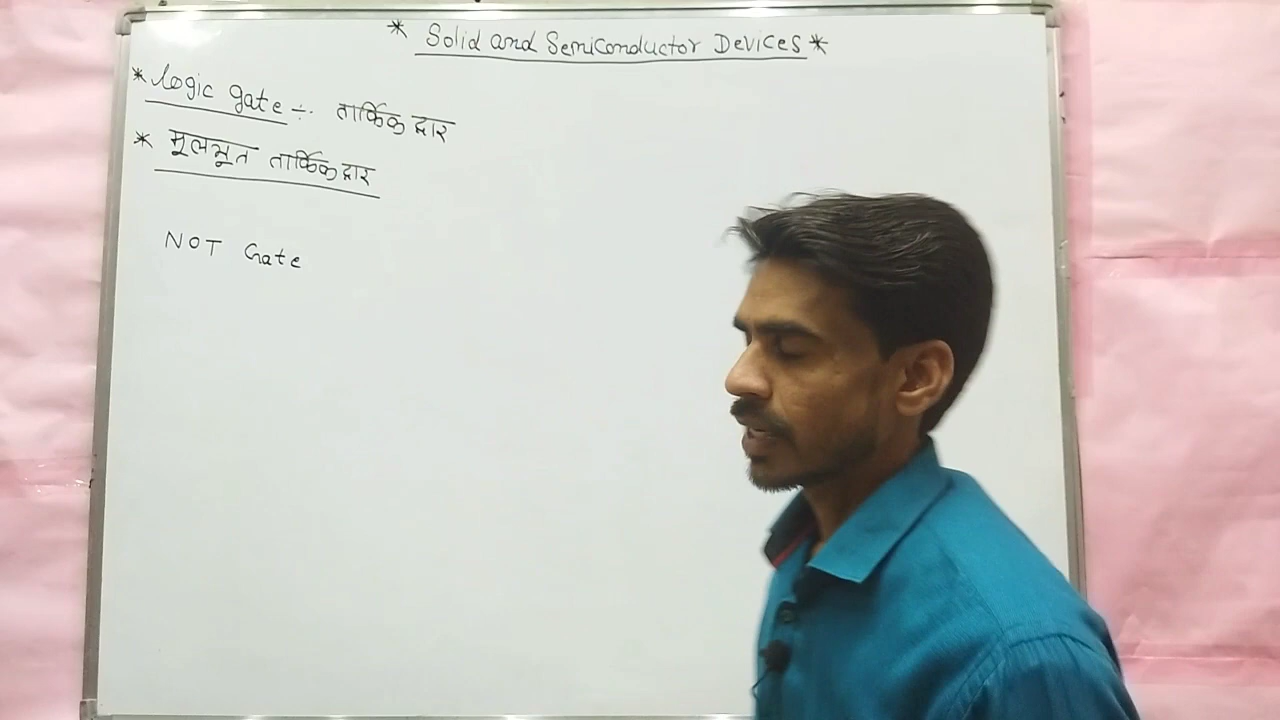 * Solid and Semiconductor Devices *
* Logic gate ÷. तार्किक द्वार
* मूलभूत तार्किक द्वार
NOT Gate